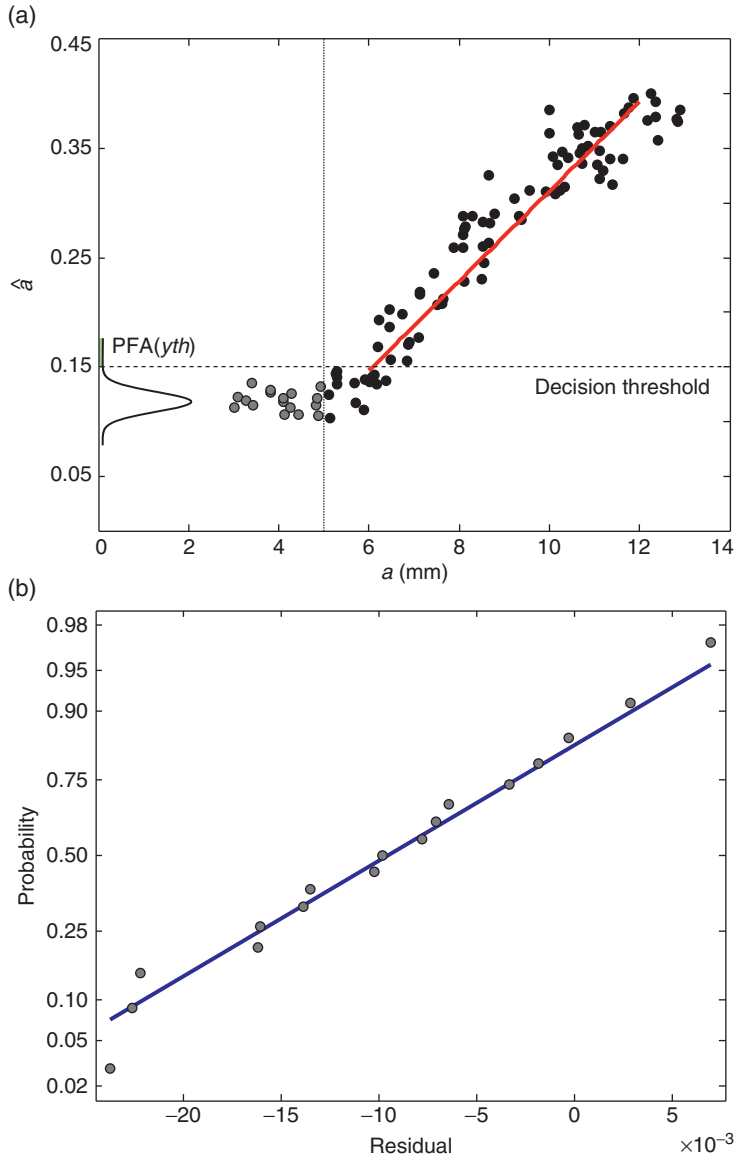 (a)
0.45
0.35
0.25
0.15
0.05
â
PFA(yth)
Decision threshold
0 2 4 6 8 10 12 14
a (mm)
(b)
0.98
0.95
0.90
0.75
0.50
0.25
0.10
0.05
0.02
Probability
−20 −15 −10 −5 0 5
Residual ×10⁻³